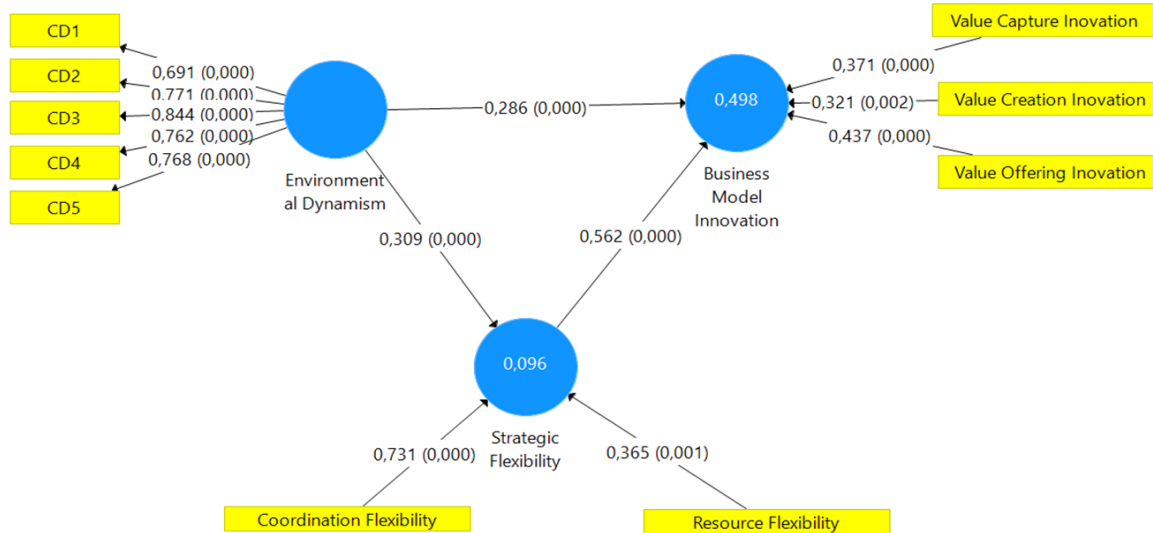 CD1
CD2
CD3
CD4
CD5
0,691 (0,000)
0,771 (0,000)
0,844 (0,000)
0,762 (0,000)
0,768 (0,000)
Environment
al Dynamism
0,286 (0,000)
0,309 (0,000)
0,498
Business
Model
Innovation
0,562 (0,000)
0,371 (0,000)
0,321 (0,002)
0,437 (0,000)
Value Capture Inovation
Value Creation Inovation
Value Offering Inovation
0,096
Strategic
Flexibility
0,731 (0,000)
0,365 (0,001)
Coordination Flexibility
Resource Flexibility